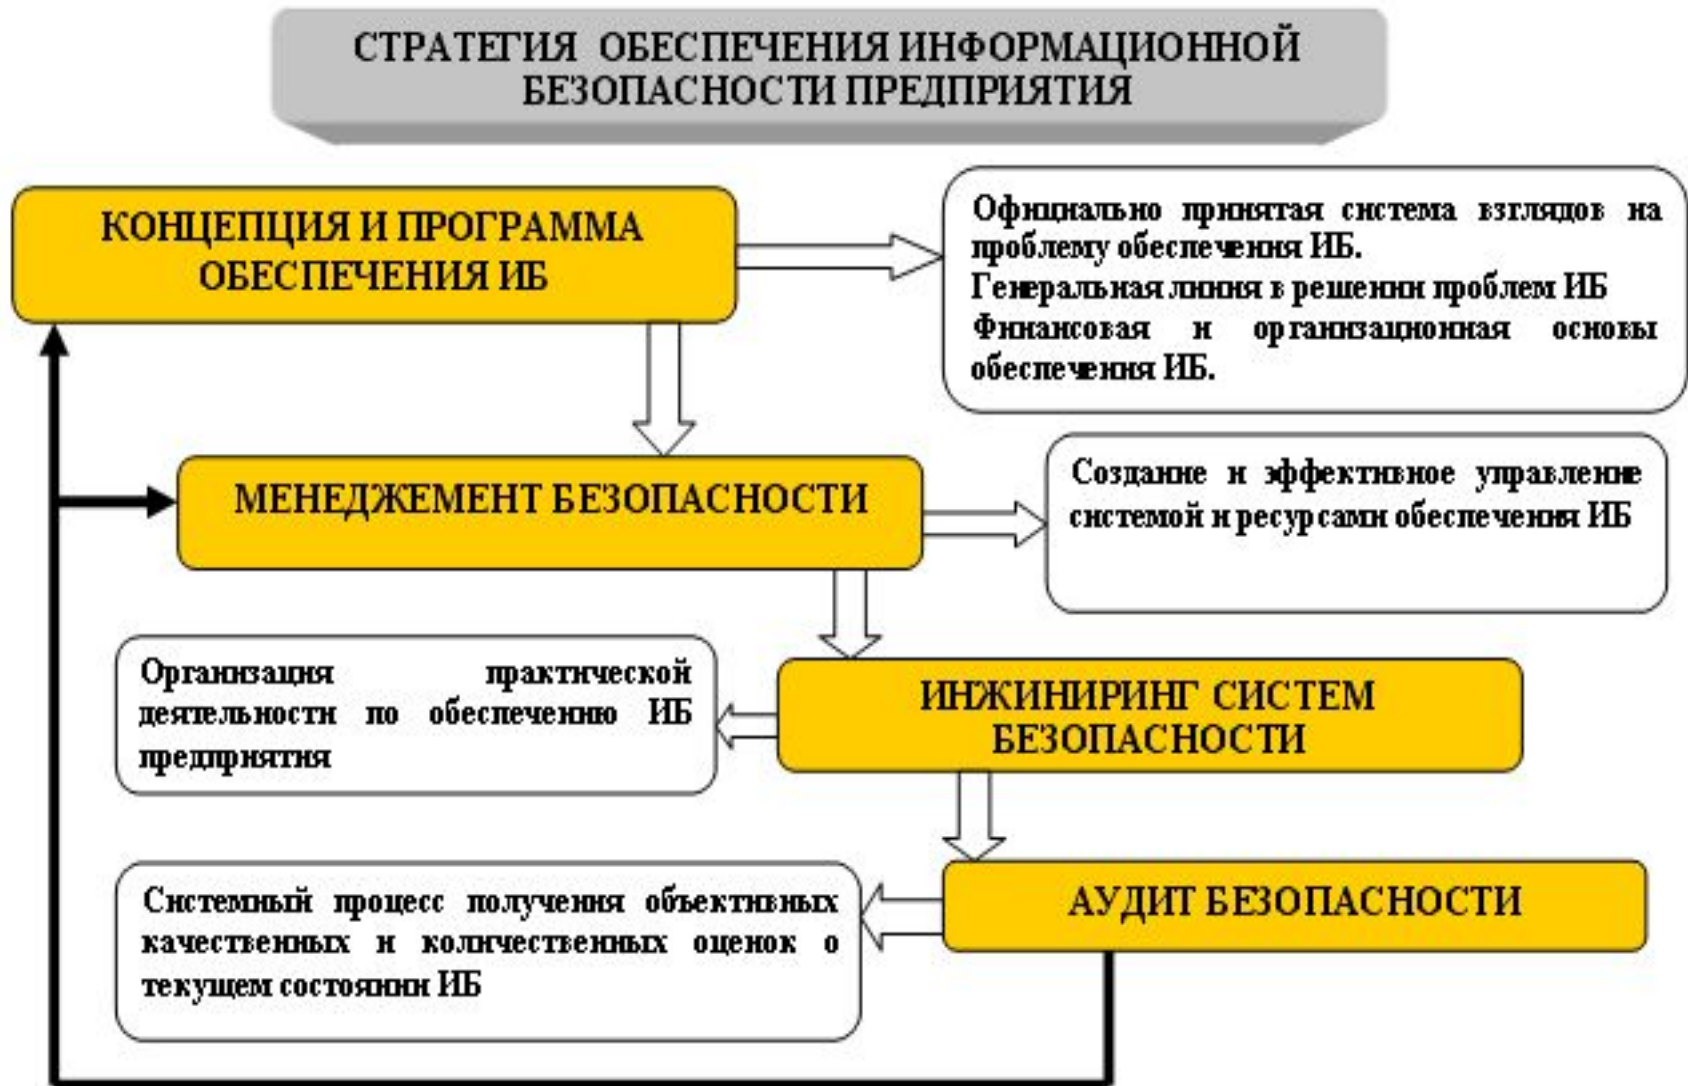 СТРАТЕГИЯ ОБЕСПЕЧЕНИЯ ИНФОРМАЦИОННОЙ
БЕЗОПАСНОСТИ ПРЕДПРИЯТИЯ
КОНЦЕПЦИЯ И ПРОГРАММА
ОБЕСПЕЧЕНИЯ ИБ
Официально принятая система взглядов на
проблему обеспечения ИБ.
Генеральная линия в решении проблем ИБ
Финансовая и организационная основы
обеспечения ИБ.
МЕНЕДЖМЕНТ БЕЗОПАСНОСТИ
Создание и эффективное управление
системой и ресурсами обеспечения ИБ
ИНЖИНИРИНГ СИСТЕМ
БЕЗОПАСНОСТИ
Организация практической
деятельности по обеспечению ИБ
предприятия
АУДИТ БЕЗОПАСНОСТИ
Системный процесс получения объективных
качественных и количественных оценок о
текущем состоянии ИБ